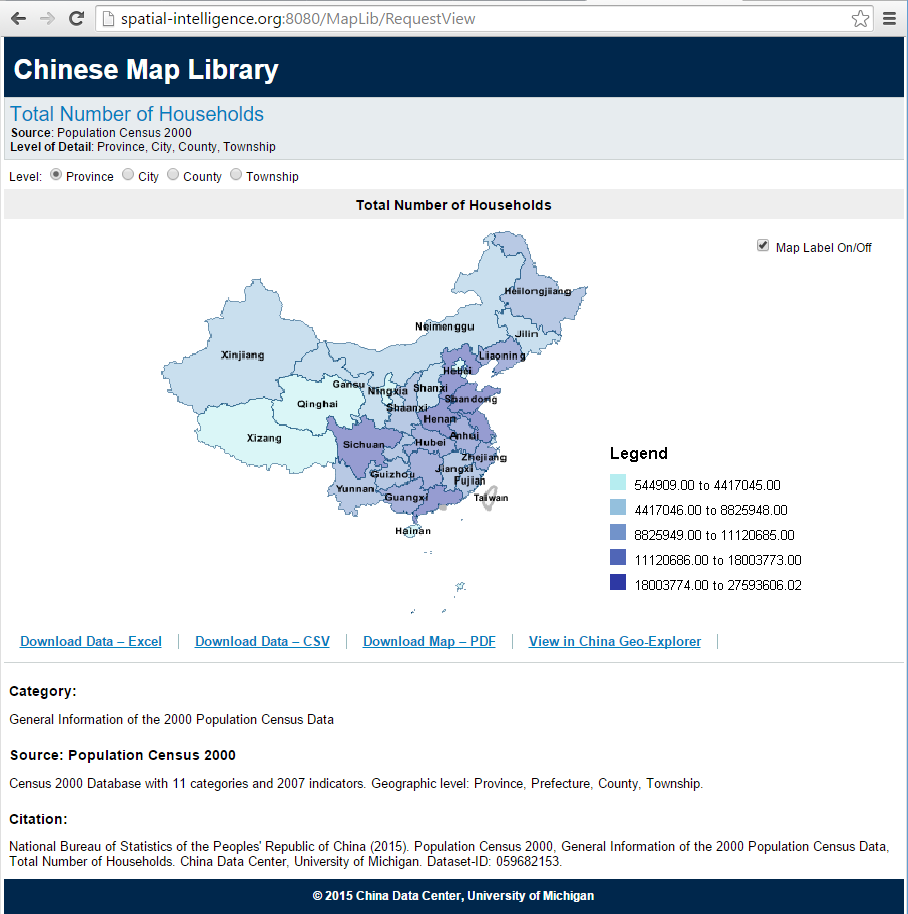 spatial-intelligence.org:8080/MapLib/RequestView
Chinese Map Library
Total Number of Households
Source: Population Census 2000
Level of Detail: Province, City, County, Township
Level: Province City County Township
Total Number of Households
Map Label On/Off
Heilongjiang
Neimenggu
Jilin
Xinjiang
Liaoning
Hebei
Gansu
Ningxia
Shanxi
Qinghai
Shandong
Shaanxi
Henan
Xizang
Sichuan
Hubei
Anhui
Zhejiang
Guizhou
Jiangxi
Fujian
Yunnan
Guangxi
Taiwan
Hainan
Legend
544909.00 to 4417045.00
4417046.00 to 8825948.00
8825949.00 to 11120685.00
11120686.00 to 18003773.00
18003774.00 to 27593606.02
Download Data – Excel
Download Data – CSV
Download Map – PDF
View in China Geo-Explorer
Category:
General Information of the 2000 Population Census Data
Source: Population Census 2000
Census 2000 Database with 11 categories and 2007 indicators. Geographic level: Province, Prefecture, County, Township.
Citation:
National Bureau of Statistics of the Peoples' Republic of China (2015). Population Census 2000, General Information of the 2000 Population Census Data,
Total Number of Households. China Data Center, University of Michigan. Dataset-ID: 059682153.
© 2015 China Data Center, University of Michigan